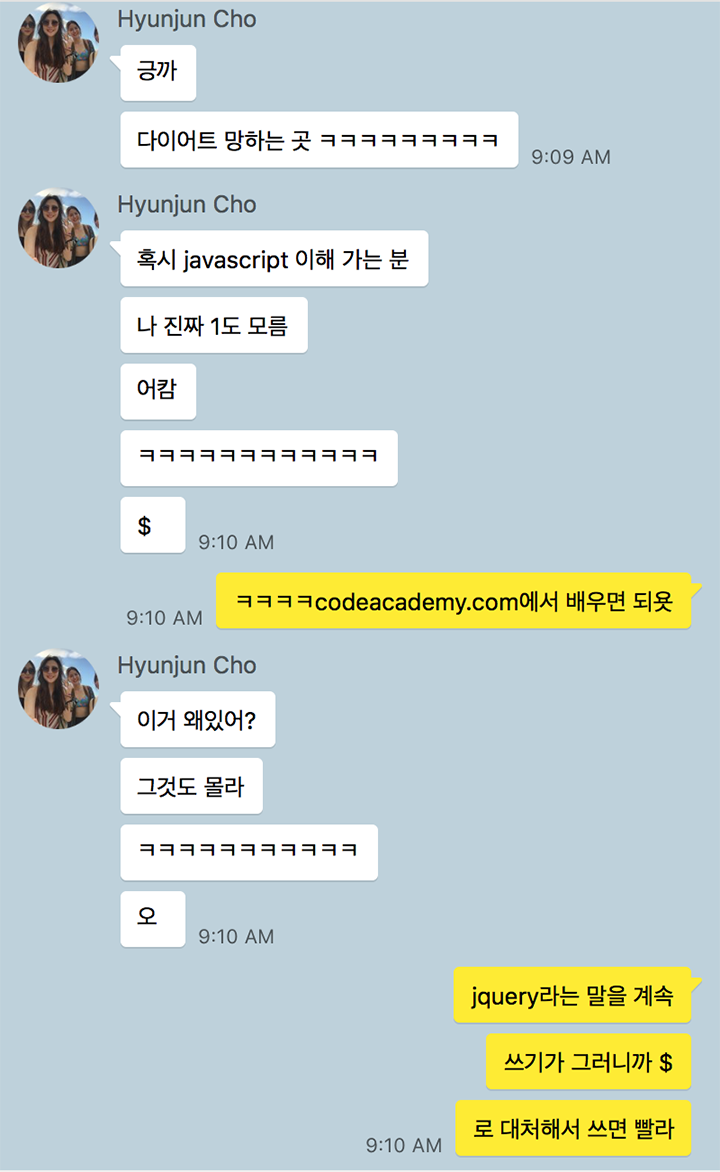 Hyunjun Cho
긍까
다이어트 망하는 곳 ㅋㅋㅋㅋㅋㅋㅋㅋㅋ
9:09 AM
Hyunjun Cho
혹시 javascript 이해 가는 분
나 진짜 1도 모름
어캄
ㅋㅋㅋㅋㅋㅋㅋㅋㅋㅋㅋㅋ
$
9:10 AM
ㅋㅋㅋㅋcodeacademy.com에서 배우면 되욧
9:10 AM
Hyunjun Cho
이거 왜있어?
그것도 몰라
ㅋㅋㅋㅋㅋㅋㅋㅋㅋㅋㅋ
오
9:10 AM
jquery라는 말을 계속
쓰기가 그러니까 $
로 대처해서 쓰면 빨라
9:10 AM